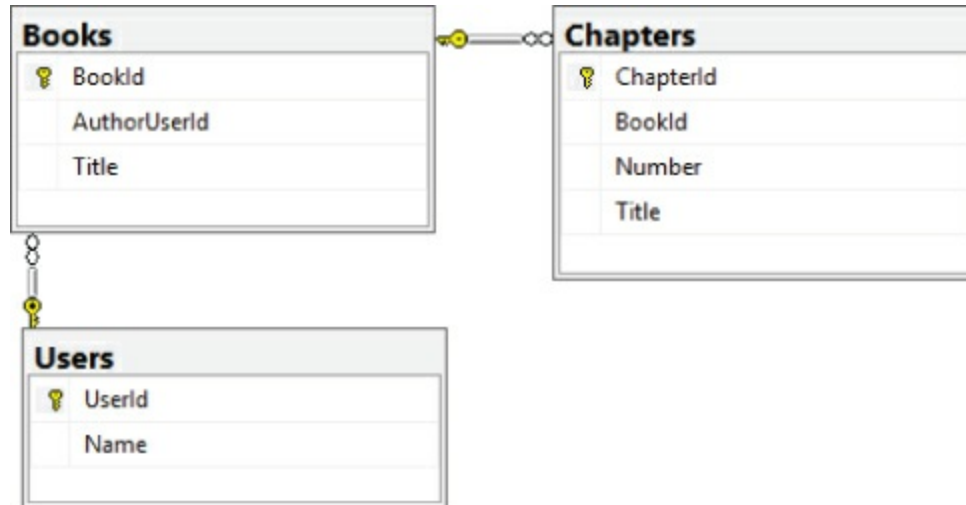 Books
BookId
AuthorUserId
Title
Chapters
ChapterId
BookId
Number
Title
Users
UserId
Name